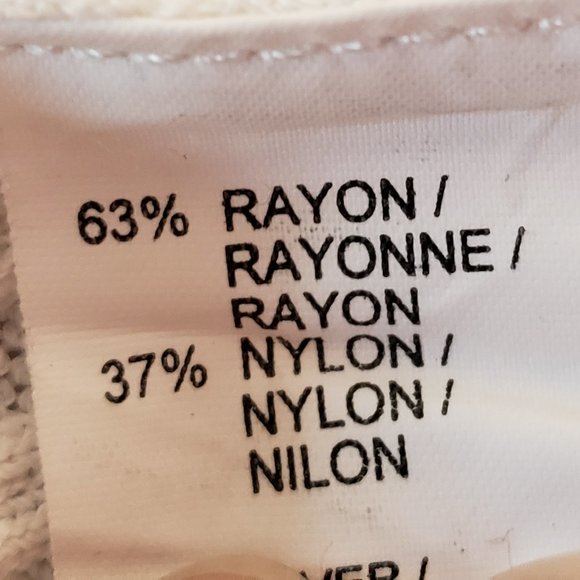 63% RAYON /
RAYONNE /
RAYON
37% NYLON /
NYLON /
NILON